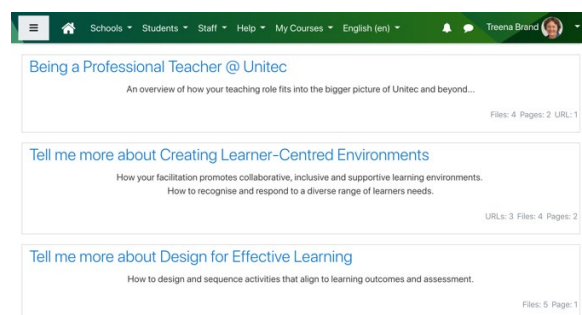 Schools Students Staff Help My Courses English (en) Treena Brand
Being a Professional Teacher @ Unitec
An overview of how your teaching role fits into the bigger picture of Unitec and beyond...
Files: 4 Pages: 2 URL: 1
Tell me more about Creating Learner-Centred Environments
How your facilitation promotes collaborative, inclusive and supportive learning environments.
How to recognise and respond to a diverse range of learners needs.
URLs: 3 Files: 4 Pages: 2
Tell me more about Design for Effective Learning
How to design and sequence activities that align to learning outcomes and assessment.
Files: 5 Page: 1